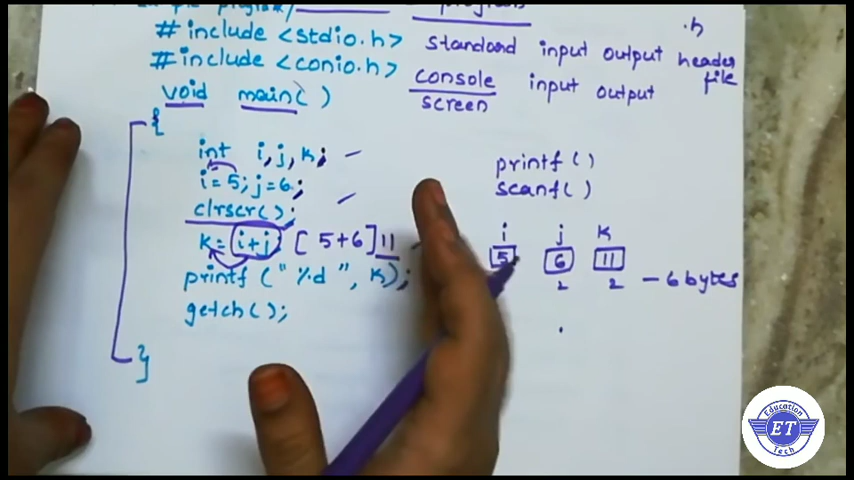 program
.h
# include <stdio.h> standard input output header file
# include <conio.h> console input output
screen
void main( )
{
int i, j, k;
i=5; j=6;
clrscr();
k= i+j [ 5+6] 11
printf (" %d ", k);
getch();
}
printf ( )
scanf( )
i j k
5 6 11
2 2 - 6 bytes
Education
ET
Tech